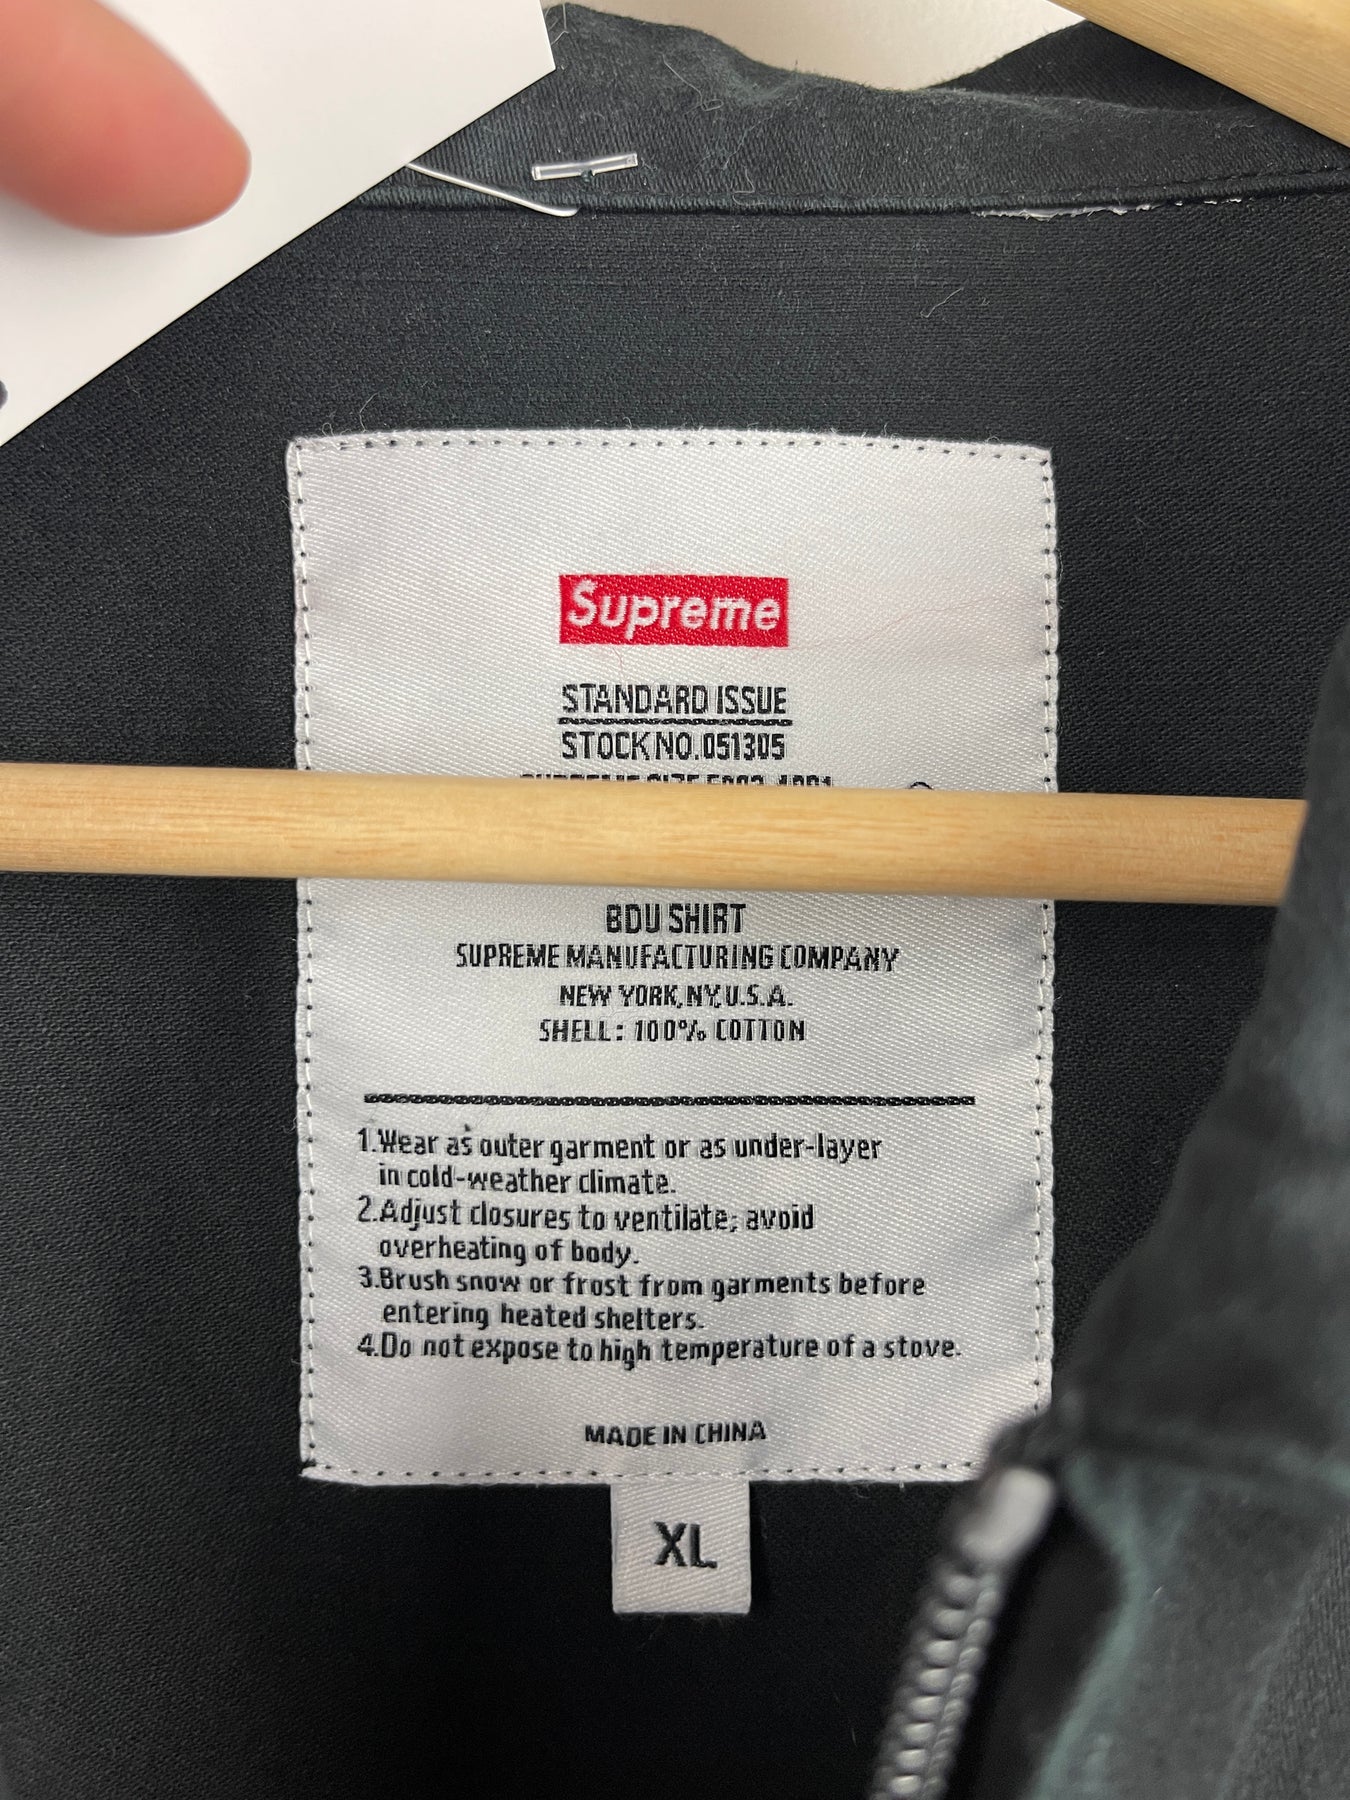 Supreme
STANDARD ISSUE
STOCK NO. 051305
BDU SHIRT
SUPREME MANUFACTURING COMPANY
NEW YORK, NY, U.S.A.
SHELL: 100% COTTON
1.Wear as outer garment or as under-layer
in cold-weather climate.
2.Adjust closures to ventilate; avoid
overheating of body.
3.Brush snow or frost from garments before
entering heated shelters.
4.Do not expose to high temperature of a stove.
MADE IN CHINA
XL